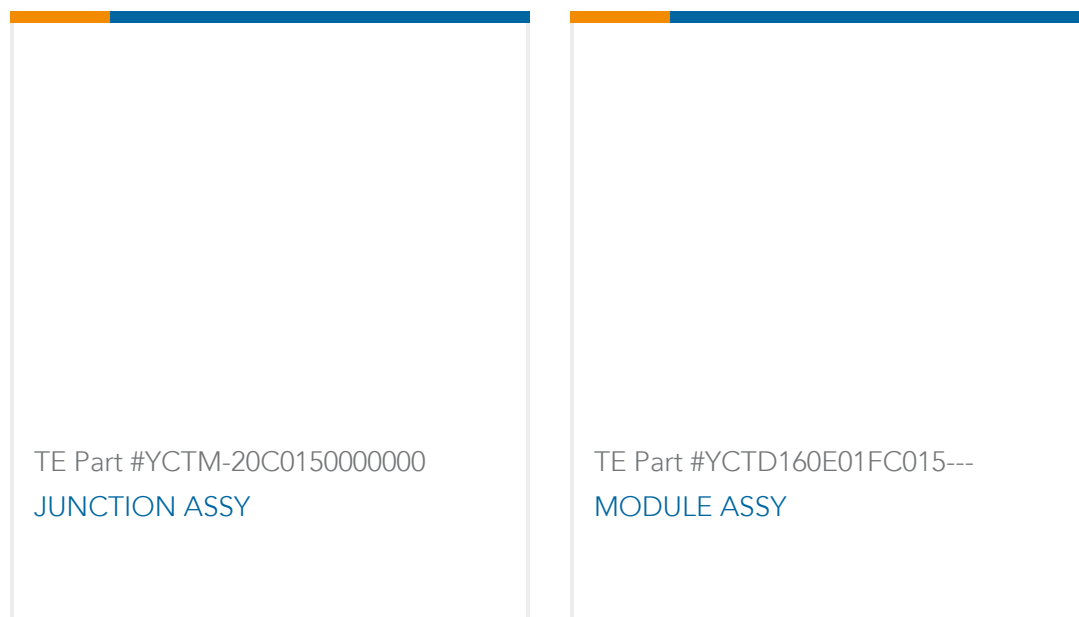 TE Part #YCTM-20C0150000000
JUNCTION ASSY
TE Part #YCTD160E01FC015---
MODULE ASSY